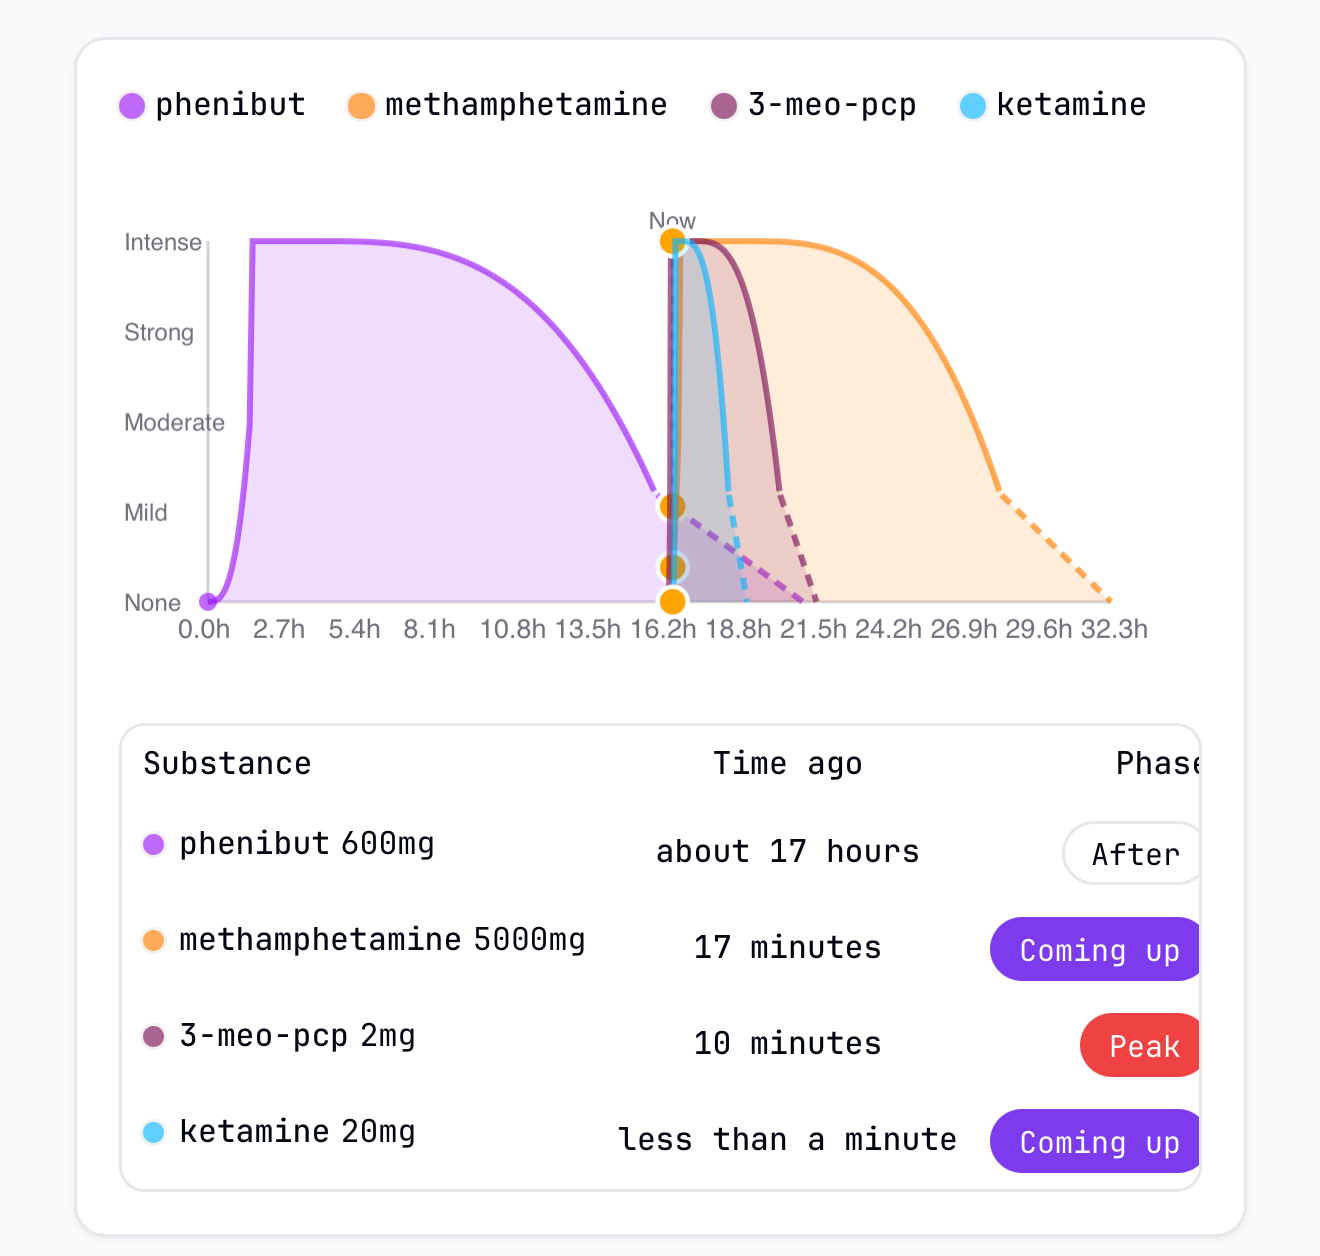 phenibut methamphetamine 3-meo-pcp ketamine
Now
Intense
Strong
Moderate
Mild
None
0.0h 2.7h 5.4h 8.1h 10.8h 13.5h 16.2h 18.8h 21.5h 24.2h 26.9h 29.6h 32.3h
Substance Time ago Phase
phenibut 600mg about 17 hours After
methamphetamine 5000mg 17 minutes Coming up
3-meo-pcp 2mg 10 minutes Peak
ketamine 20mg less than a minute Coming up